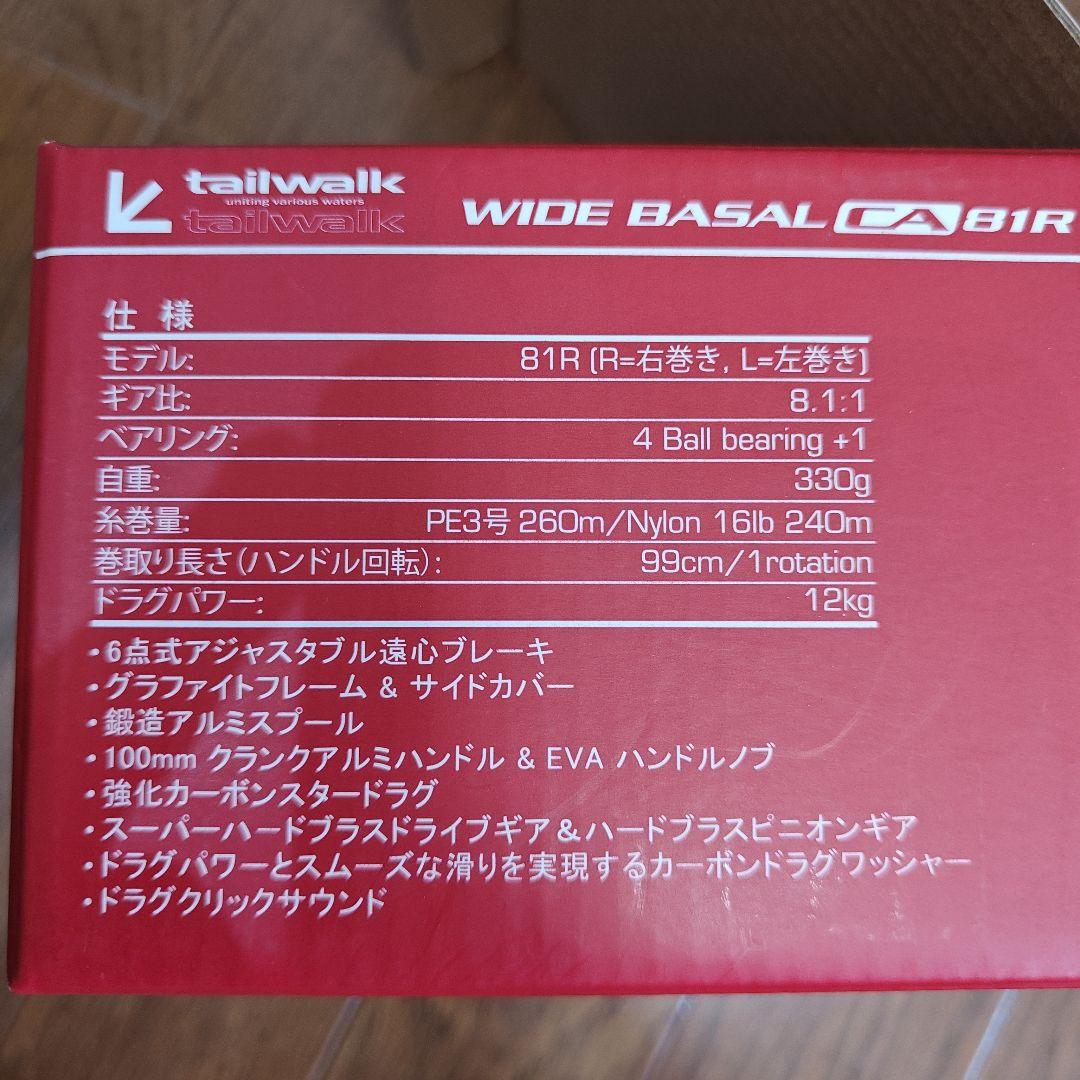 tailwalk
uniting various waters
tailwalk
WIDE BASAL CA 81R
仕 様
モデル: 81R (R=右巻き, L=左巻き)
ギア比: 8.1:1
ベアリング: 4 Ball bearing +1
自重: 330g
糸巻量: PE3号 260m/Nylon 16lb 240m
巻取り長さ(ハンドル回転): 99cm/1rotation
ドラグパワー: 12kg
・6点式アジャスタブル遠心ブレーキ
・グラファイトフレーム & サイドカバー
・鍛造アルミスプール
・100mm クランクアルミハンドル & EVA ハンドルノブ
・強化カーボンスタードラグ
・スーパーハードブラスドライブギア&ハードブラスピニオンギア
・ドラグパワーとスムーズな滑りを実現するカーボンドラグワッシャー
・ドラグクリックサウンド